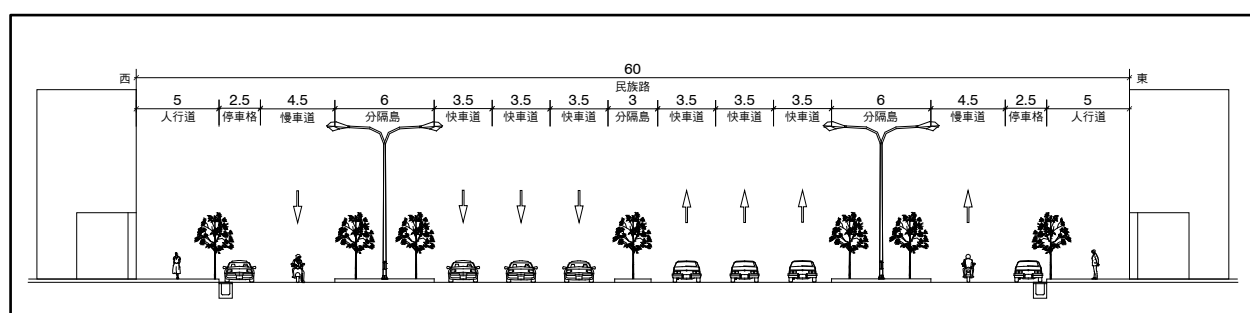 60
西 東
民族路
5 2.5 4.5 6 3.5 3.5 3.5 3 3.5 3.5 3.5 6 4.5 2.5 5
人行道 停車格 慢車道 分隔島 快車道 快車道 快車道 分隔島 快車道 快車道 快車道 分隔島 慢車道 停車格 人行道